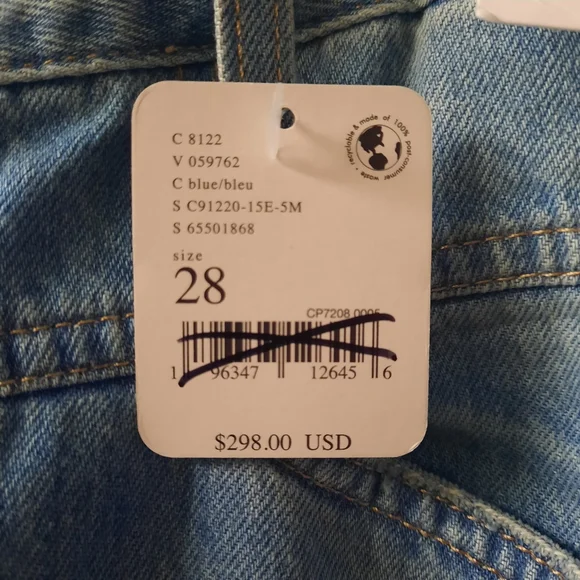 C 8122
V 059762
C blue/bleu
S C91220-15E-5M
S 65501868
recyclable & made of 100% post-consumer waste •
size
28
CP7208 0005
1 96347 12645 6
$298.00 USD